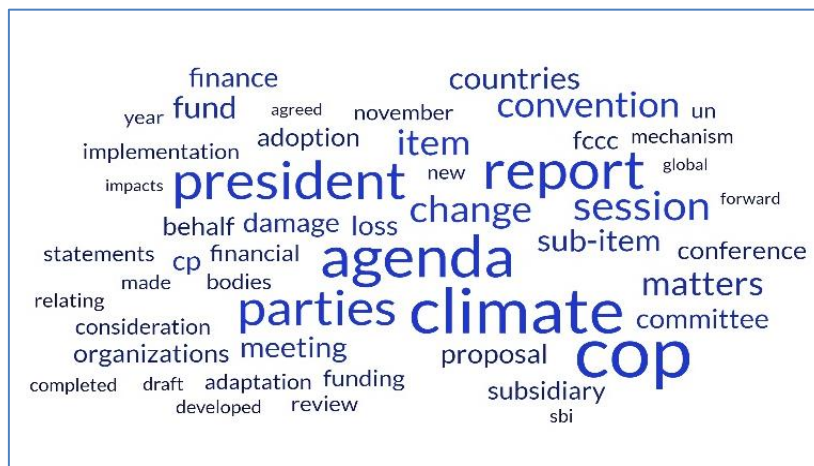 finance countries
year fund agreed november convention un
implementation adoption item fccc mechanism
impacts president new report global
behalf damage loss change session forward
statements cp financial agenda sub-item conference
made bodies matters
relating parties climate committee
consideration
organizations meeting proposal cop
completed draft adaptation funding subsidiary
developed review sbi